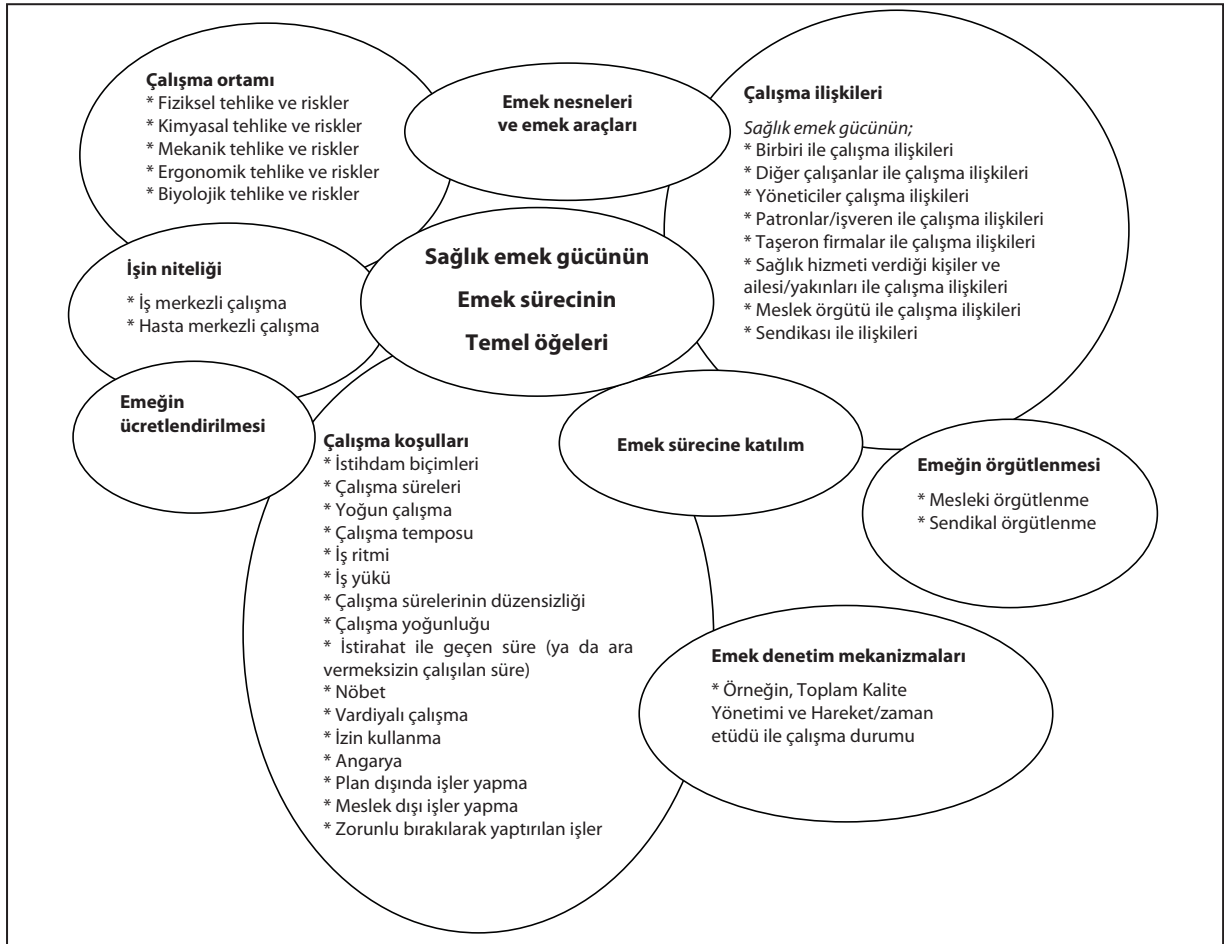 Çalışma ortamı
* Fiziksel tehlike ve riskler
* Kimyasal tehlike ve riskler
* Mekanik tehlike ve riskler
* Ergonomik tehlike ve riskler
* Biyolojik tehlike ve riskler
Emek nesneleri
ve emek araçları
Çalışma ilişkileri
Sağlık emek gücünün;
* Birbiri ile çalışma ilişkileri
* Diğer çalışanlar ile çalışma ilişkileri
* Yöneticiler çalışma ilişkileri
* Patronlar/işveren ile çalışma ilişkileri
* Taşeron firmalar ile çalışma ilişkileri
* Sağlık hizmeti verdiği kişiler ve
ailesi/yakınları ile çalışma ilişkileri
* Meslek örgütü ile çalışma ilişkileri
* Sendikası ile ilişkileri
Sağlık emek gücünün
Emek sürecinin
Temel öğeleri
İşin niteliği
* İş merkezli çalışma
* Hasta merkezli çalışma
Emeğin
ücretlendirilmesi
Çalışma koşulları
* İstihdam biçimleri
* Çalışma süreleri
* Yoğun çalışma
* Çalışma temposu
* İş ritmi
* İş yükü
* Çalışma sürelerinin düzensizliği
* Çalışma yoğunluğu
* İstirahat ile geçen süre (ya da ara
vermeksizin çalışılan süre)
* Nöbet
* Vardiyalı çalışma
* İzin kullanma
* Angarya
* Plan dışında işler yapma
* Meslek dışı işler yapma
* Zorunlu bırakılarak yaptırılan işler
Emek sürecine katılım
Emeğin örgütlenmesi
* Mesleki örgütlenme
* Sendikal örgütlenme
Emek denetim mekanizmaları
* Örneğin, Toplam Kalite
Yönetimi ve Hareket/zaman
etüdü ile çalışma durumu